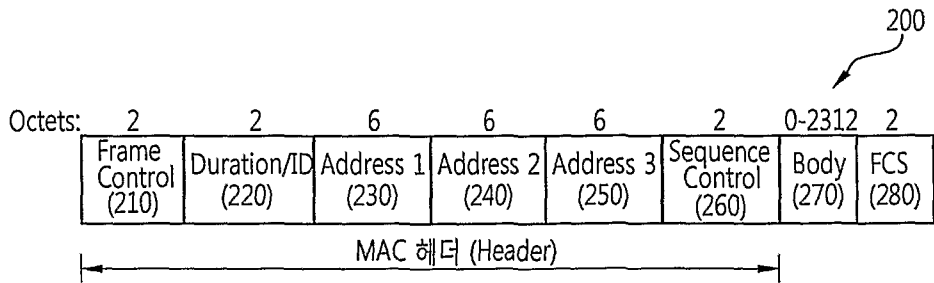 200
Octets: 2 2 6 6 6 2 0-2312 2
Frame Control (210) Duration/ID (220) Address 1 (230) Address 2 (240) Address 3 (250) Sequence Control (260) Body (270) FCS (280)
MAC 헤더 (Header)